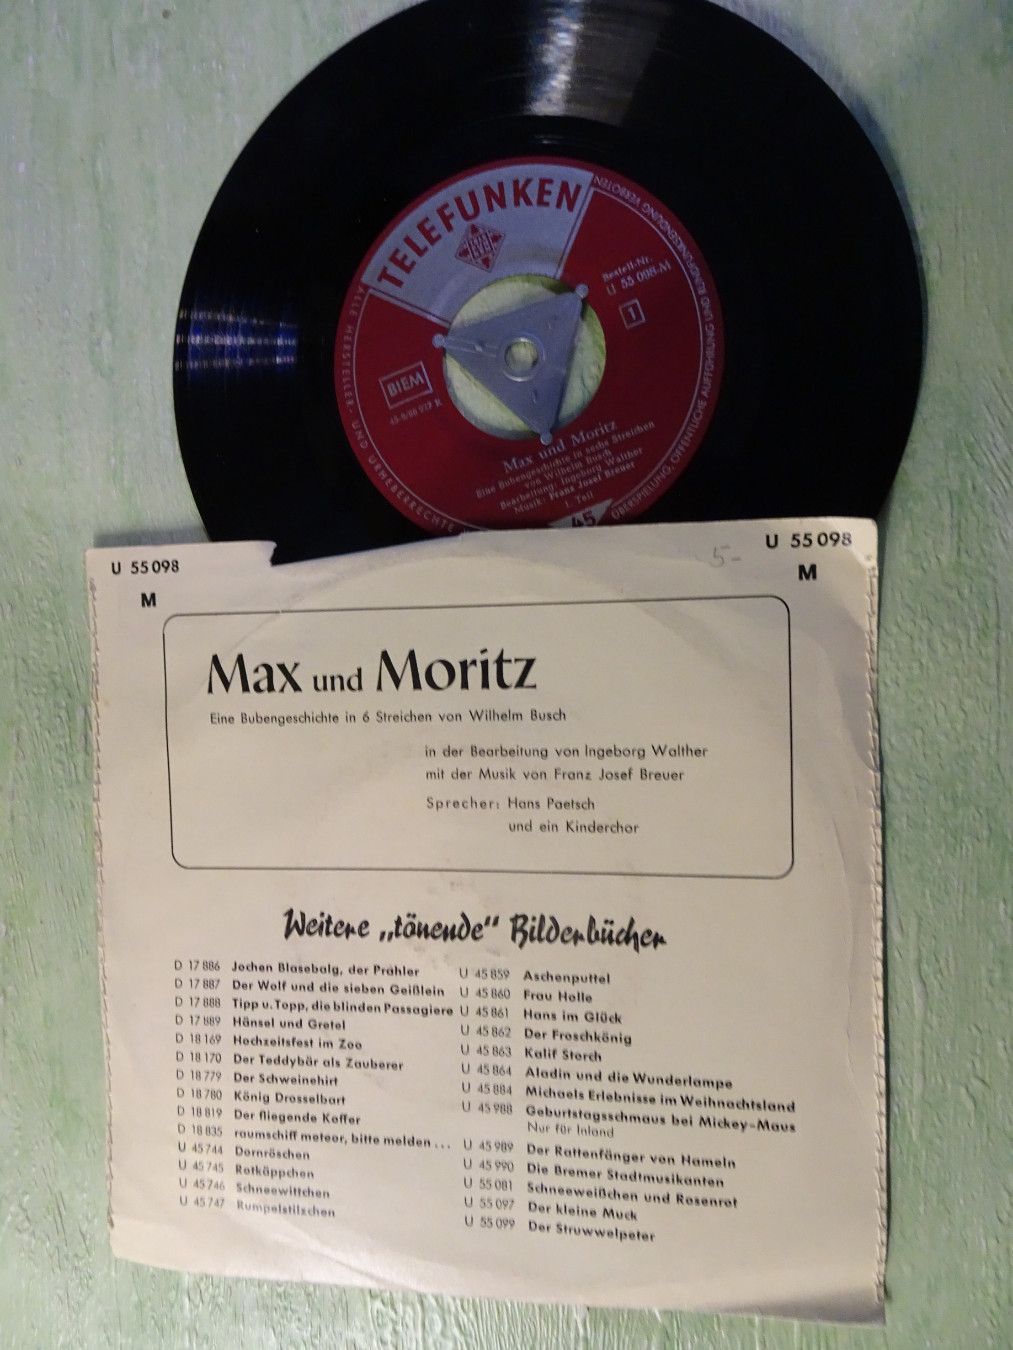 TELEFUNKEN
Bestell-Nr.
U 55 098-M
1
BIEM
Max und Moritz
Eine Bubengeschichte in sechs Streichen
von Wilhelm Busch
Bearbeitung: Ingeborg Walther
Musik: Franz Josef Breuer
1. Teil
45
ALLE HERSTELLER- UND URHEBERRECHTE
ÜBERSPIELUNG, ÖFFENTLICHE AUFFÜHRUNG UND RUNDFUNKSENDUNG VERBOTEN
5-
U 55 098
M
U 55 098
M
Max und Moritz
Eine Bubengeschichte in 6 Streichen von Wilhelm Busch
in der Bearbeitung von Ingeborg Walther
mit der Musik von Franz Josef Breuer
Sprecher: Hans Paetsch
und ein Kinderchor
Weitere „tönende" Bilderbücher
D 17 886 Jochen Blasebalg, der Prahler
D 17 887 Der Wolf und die sieben Geißlein
D 17 888 Tipp u. Topp, die blinden Passagiere
D 17 889 Hänsel und Gretel
D 18 169 Hochzeitsfest im Zoo
D 18 170 Der Teddybär als Zauberer
D 18 779 Der Schweinehirt
D 18 780 König Drosselbart
D 18 819 Der fliegende Koffer
D 18 835 raumschiff meteor, bitte melden ...
U 45 744 Dornröschen
U 45 745 Rotkäppchen
U 45 746 Schneewittchen
U 45 747 Rumpelstilzchen
U 45 859 Aschenputtel
U 45 860 Frau Holle
U 45 861 Hans im Glück
U 45 862 Der Froschkönig
U 45 863 Kalif Storch
U 45 864 Aladin und die Wunderlampe
U 45 884 Michaels Erlebnisse im Weihnachtsland
U 45 988 Geburtstagsschmaus bei Mickey-Maus
Nur für Inland
U 45 989 Der Rattenfänger von Hameln
U 45 990 Die Bremer Stadtmusikanten
U 55 081 Schneeweißchen und Rosenrot
U 55 097 Der kleine Muck
U 55 099 Der Struwwelpeter